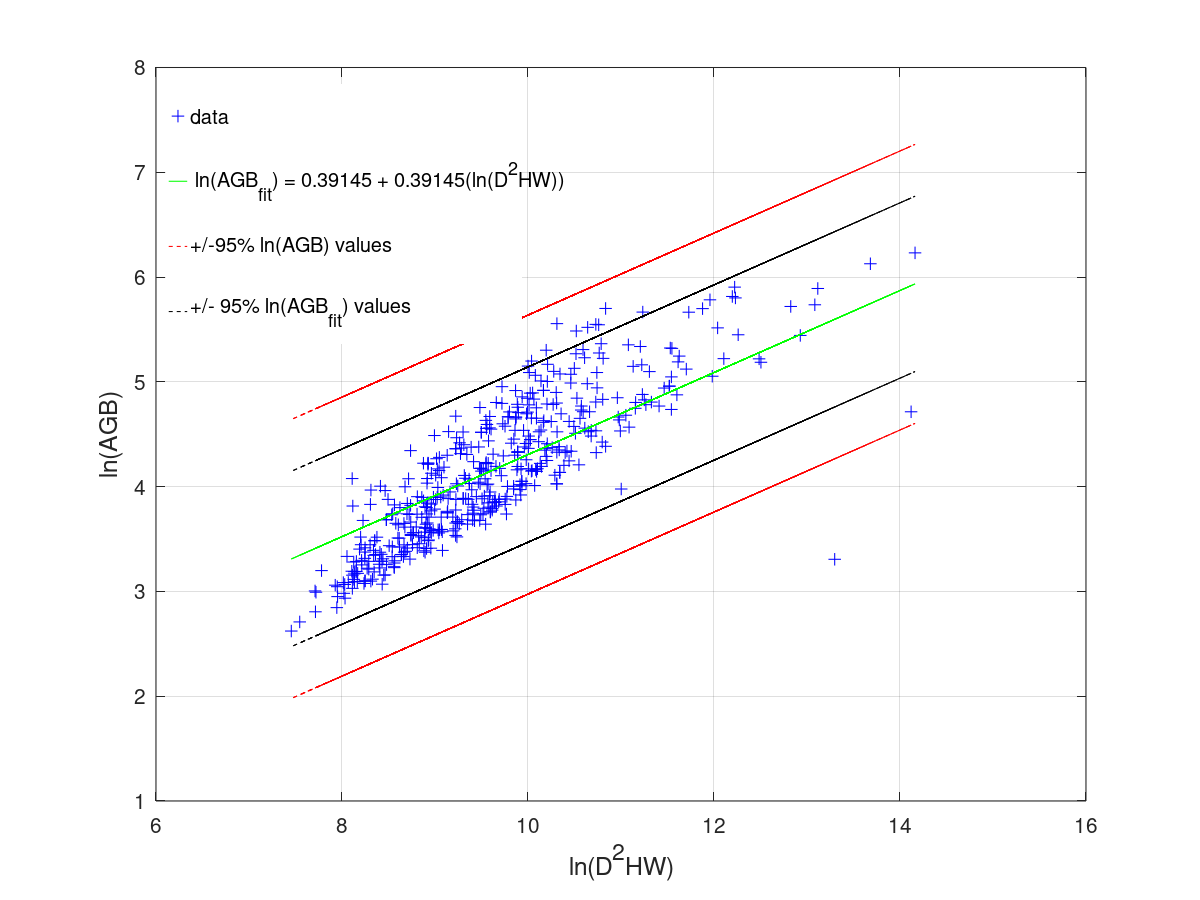 data
ln(AGB_fit) = 0.39145 + 0.39145(ln(D^2HW))
+/-95% ln(AGB) values
+/- 95% ln(AGB_fit) values
8
7
6
5
4
3
2
1
ln(AGB)
6 8 10 12 14 16
ln(D^2HW)